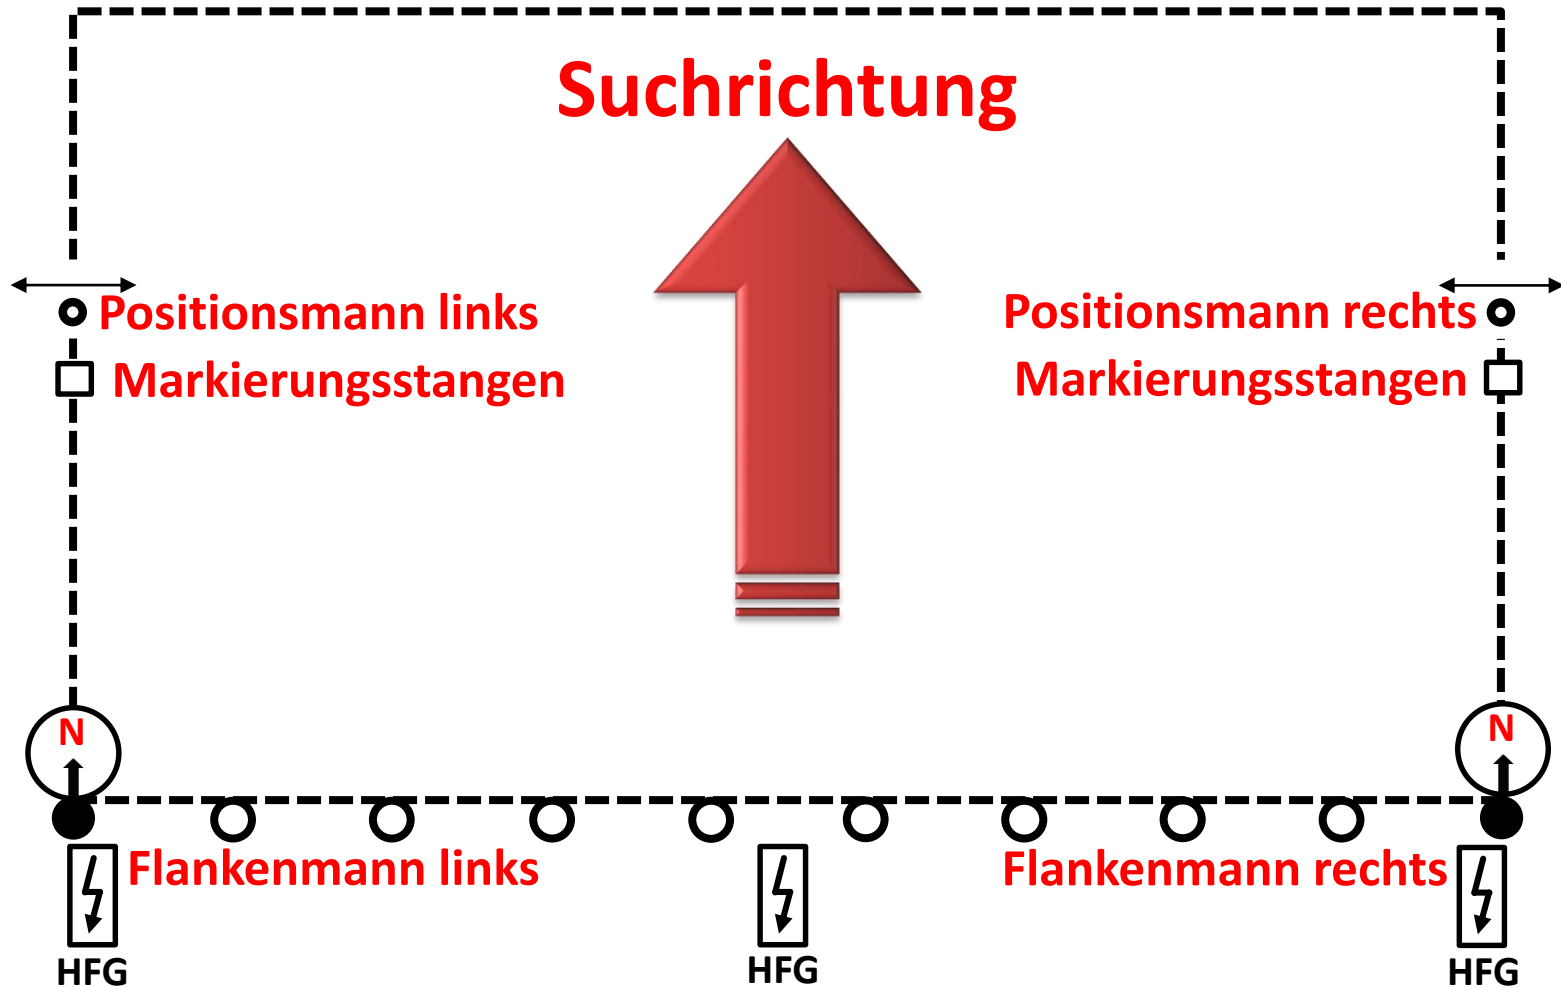 Suchrichtung
Positionsmann links
Positionsmann rechts
Markierungsstangen
Markierungsstangen
N
N
Flankenmann links
Flankenmann rechts
HFG
HFG
HFG